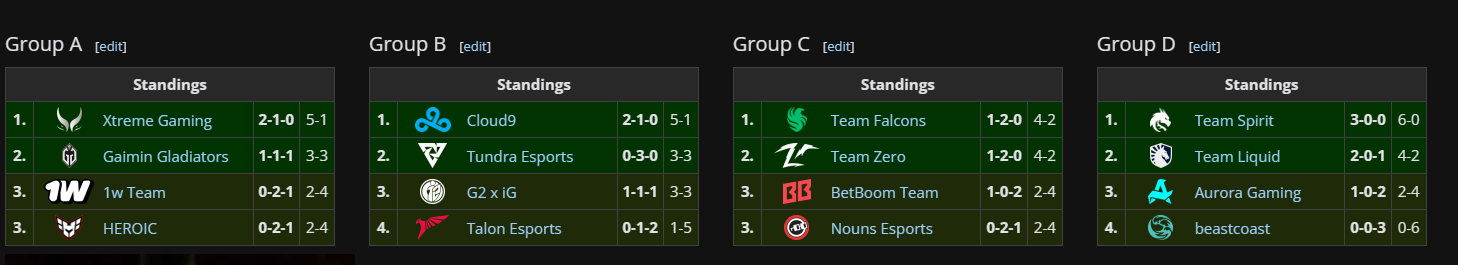 Group A [edit]
Standings
1. Xtreme Gaming 2-1-0 5-1
2. Gaimin Gladiators 1-1-1 3-3
3. 1W 1w Team 0-2-1 2-4
3. HEROIC 0-2-1 2-4
Group B [edit]
Standings
1. Cloud9 2-1-0 5-1
2. Tundra Esports 0-3-0 3-3
3. G2 x iG 1-1-1 3-3
4. Talon Esports 0-1-2 1-5
Group C [edit]
Standings
1. Team Falcons 1-2-0 4-2
2. Team Zero 1-2-0 4-2
3. BB BetBoom Team 1-0-2 2-4
3. Nouns Esports 0-2-1 2-4
Group D [edit]
Standings
1. Team Spirit 3-0-0 6-0
2. Team Liquid 2-0-1 4-2
3. Aurora Gaming 1-0-2 2-4
4. beastcoast 0-0-3 0-6